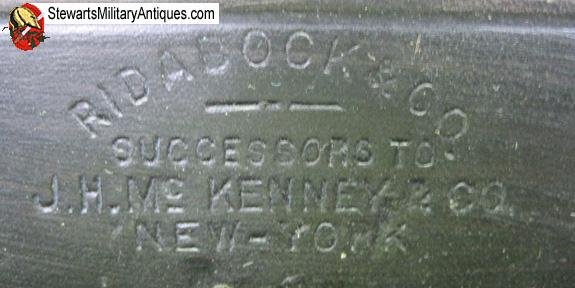 StewartsMilitaryAntiques.com
RIDABOCK & CO.
SUCCESSORS TO
J.H. Mc KENNEY & CO.
NEW-YORK